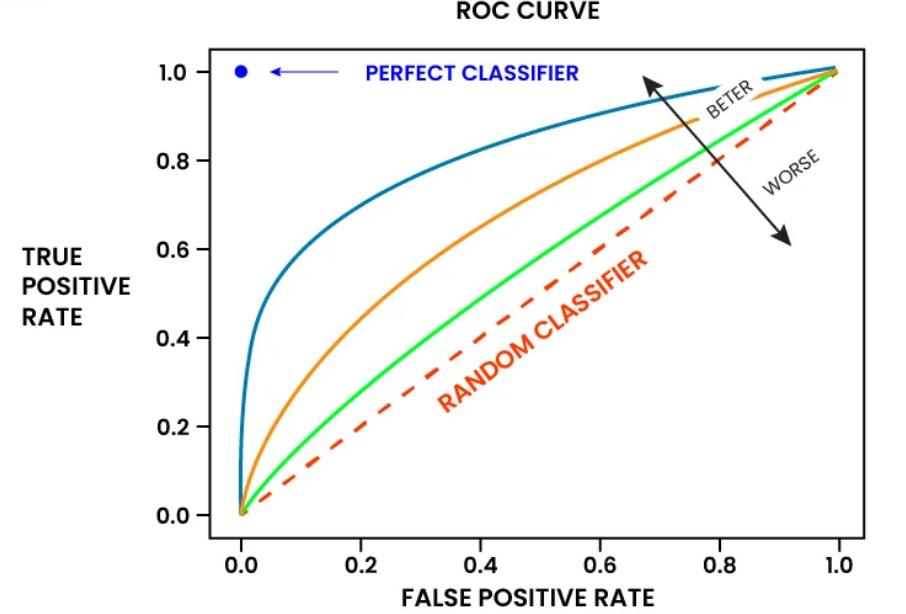 ROC CURVE
1.0
PERFECT CLASSIFIER
BETER
WORSE
0.8
0.6
TRUE
POSITIVE
RATE
RANDOM CLASSIFIER
0.4
0.2
0.0
0.0 0.2 0.4 0.6 0.8 1.0
FALSE POSITIVE RATE